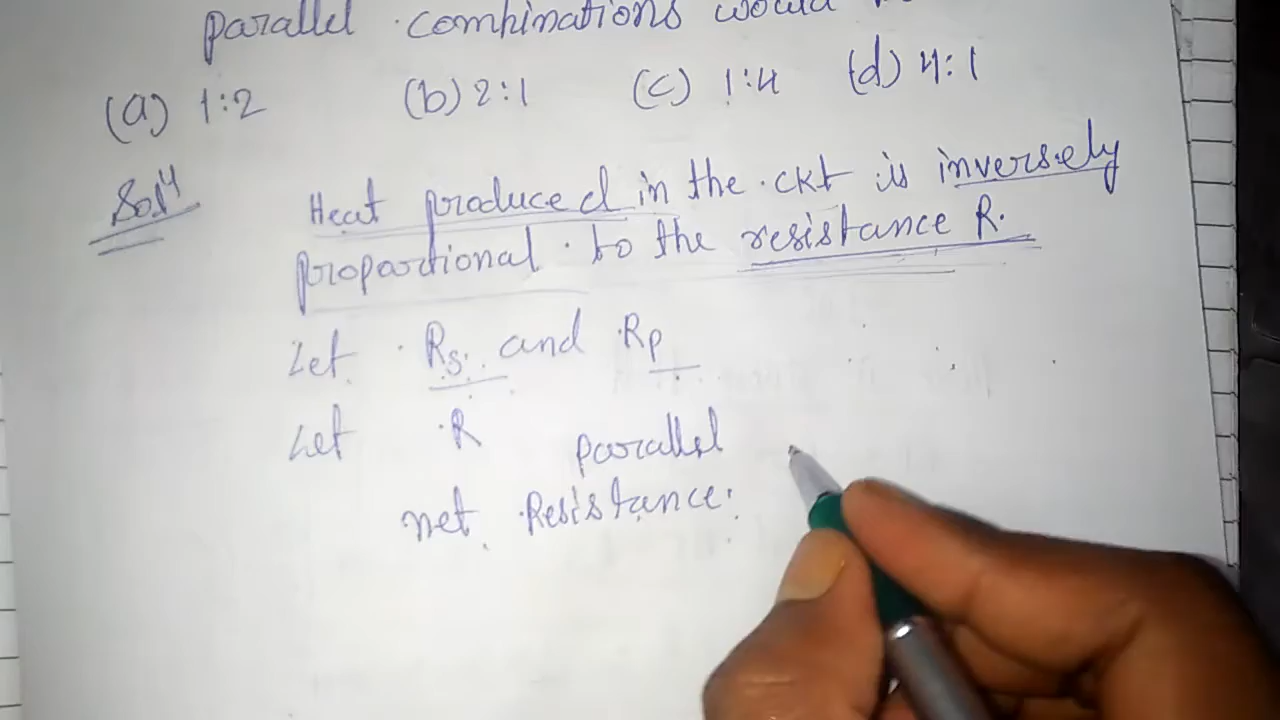 parallel combinations would
(a) 1:2 (b) 2:1 (c) 1:4 (d) 4:1
Sol4
Heat produced in the ckt is inversely
proportional to the resistance R.
Let Rs. and Rp
Let R parallel
net Resistance: